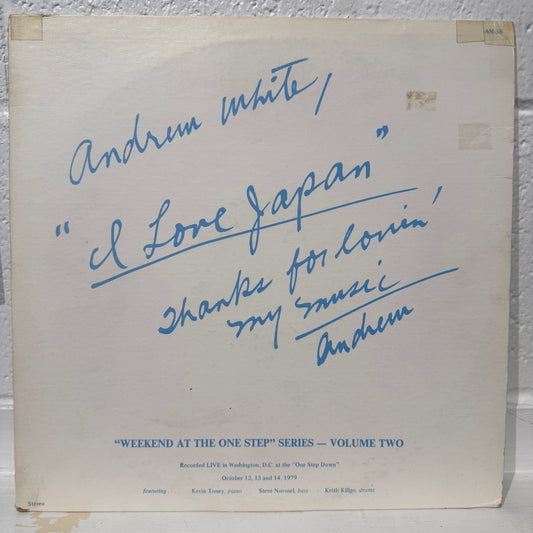 Andrew White,
"I Love Japan"
Thanks for lovin'
my music
Andrew
"WEEKEND AT THE ONE STEP" SERIES — VOLUME TWO
Recorded LIVE in Washington, D.C. at the "One Step Down"
October 12, 13 and 14, 1979
featuring . . . Kevin Toney, piano Steve Novosel, bass Keith Killgo, drums
Stereo